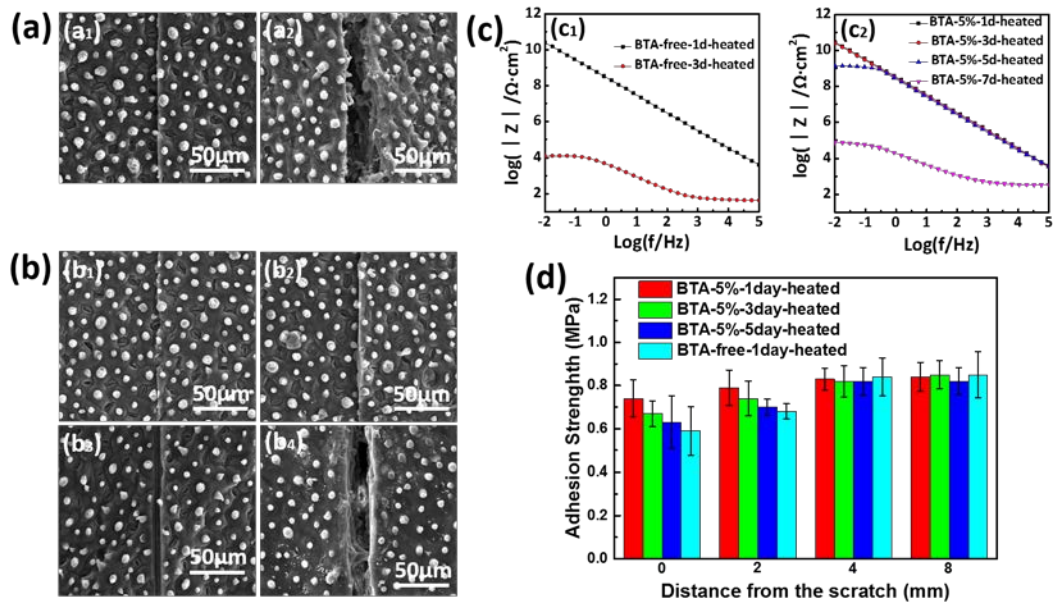 (a)
(a1)
50μm
(a2)
50μm
(b)
(b1)
50μm
(b2)
50μm
(b3)
50μm
(b4)
50μm
(c)
(c1)
BTA-free-1d-heated
BTA-free-3d-heated
12
10
8
6
4
2
-2 -1 0 1 2 3 4 5
log( | Z | /Ω·cm²)
Log(f/Hz)
(c2)
BTA-5%-1d-heated
BTA-5%-3d-heated
BTA-5%-5d-heated
BTA-5%-7d-heated
12
10
8
6
4
2
-2 -1 0 1 2 3 4 5
log( | Z | /Ω·cm²)
Log(f/Hz)
(d)
BTA-5%-1day-heated
BTA-5%-3day-heated
BTA-5%-5day-heated
BTA-free-1day-heated
1.2
1.0
0.8
0.6
0.4
0.2
0.0
0 2 4 8
Adhesion Strenghth (MPa)
Distance from the scratch (mm)